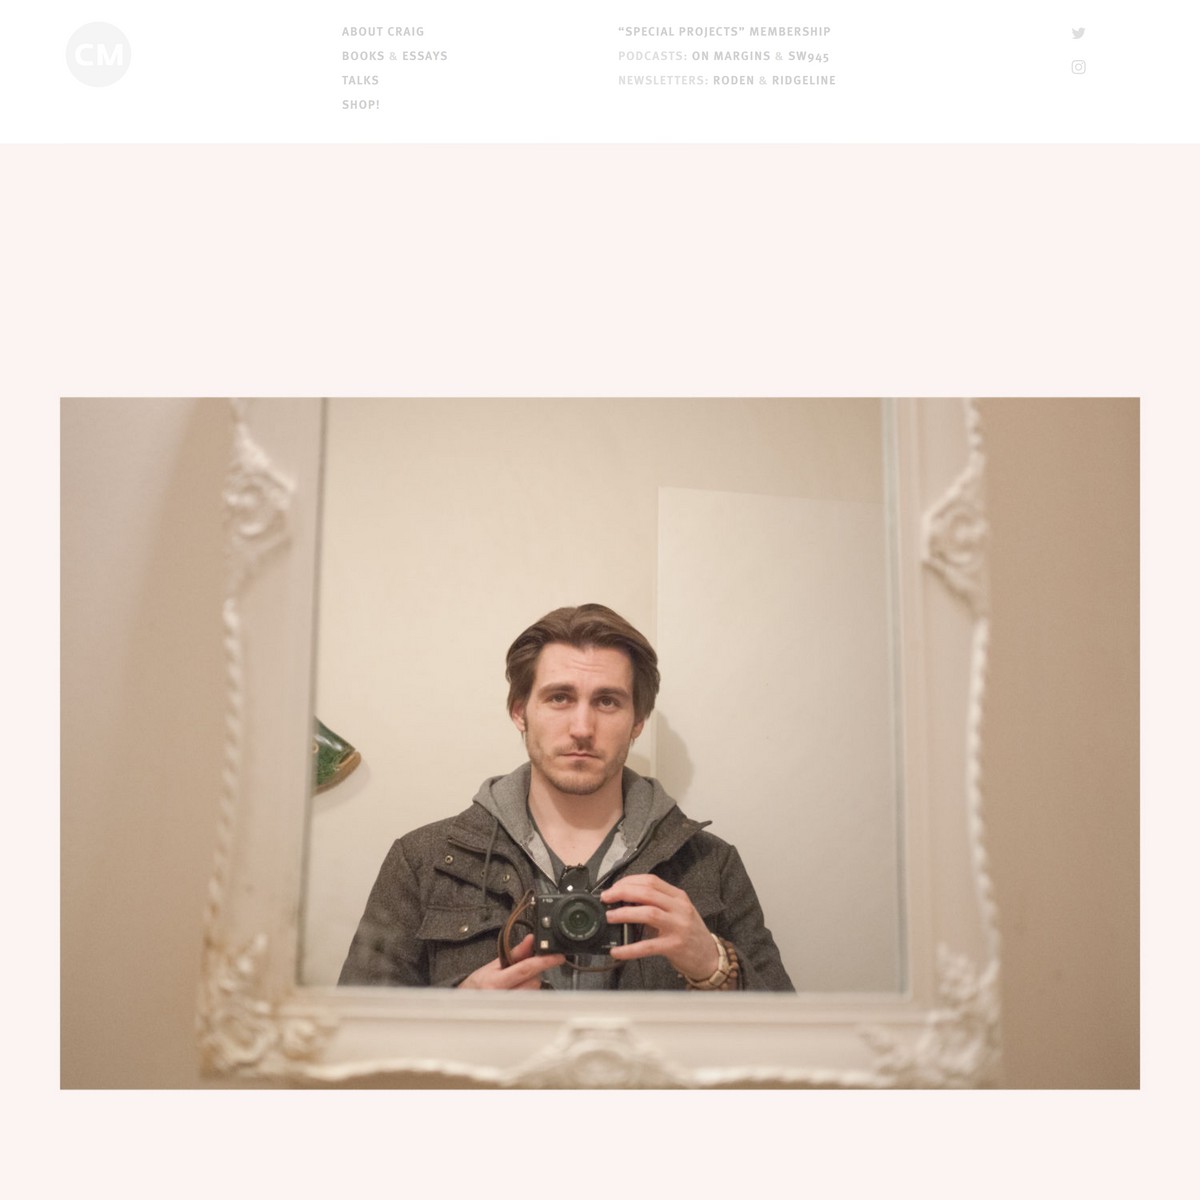 CM
ABOUT CRAIG
BOOKS & ESSAYS
TALKS
SHOP!
“SPECIAL PROJECTS” MEMBERSHIP
PODCASTS: ON MARGINS & SW945
NEWSLETTERS: RODEN & RIDGELINE